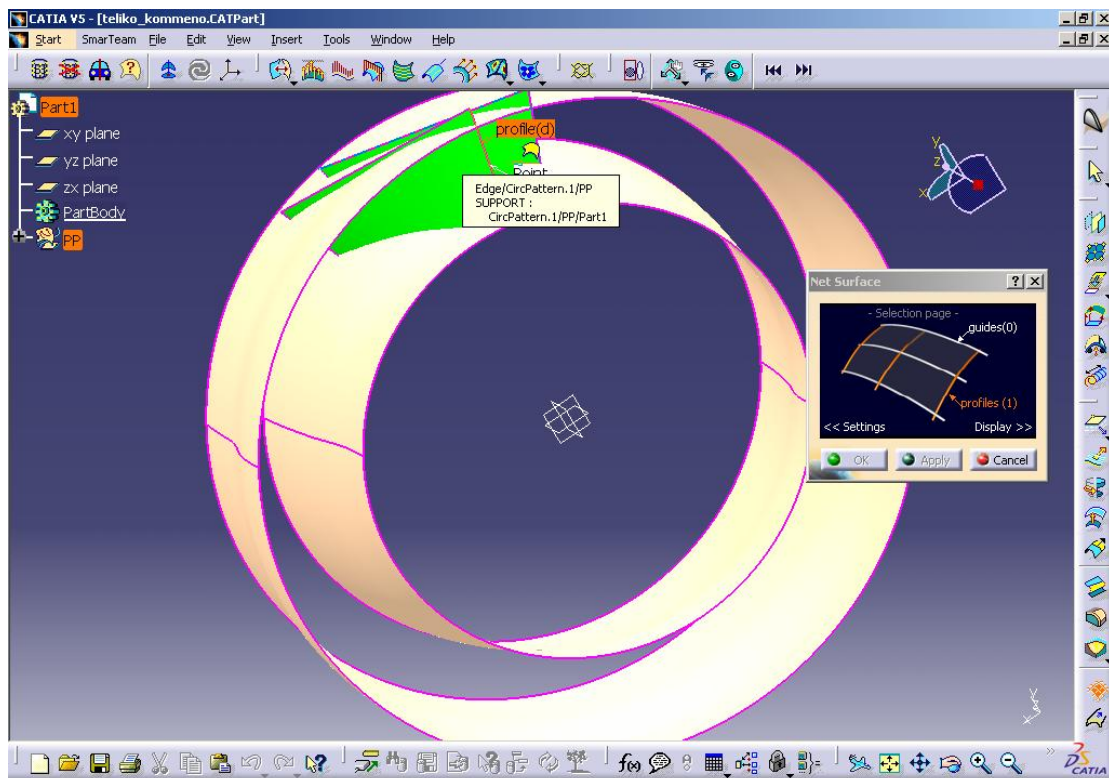 CATIA V5 - [teliko_kommeno.CATPart]
Start SmarTeam File Edit View Insert Tools Window Help
Part1
xy plane
yz plane
zx plane
PartBody
PP
profile(d)
Point
Edge/CircPattern.1/PP
SUPPORT :
CircPattern.1/PP/Part1
y
z
x
Net Surface
- Selection page -
guides(0)
profiles (1)
<< Settings Display >>
OK Apply Cancel
f(x)
CATIA